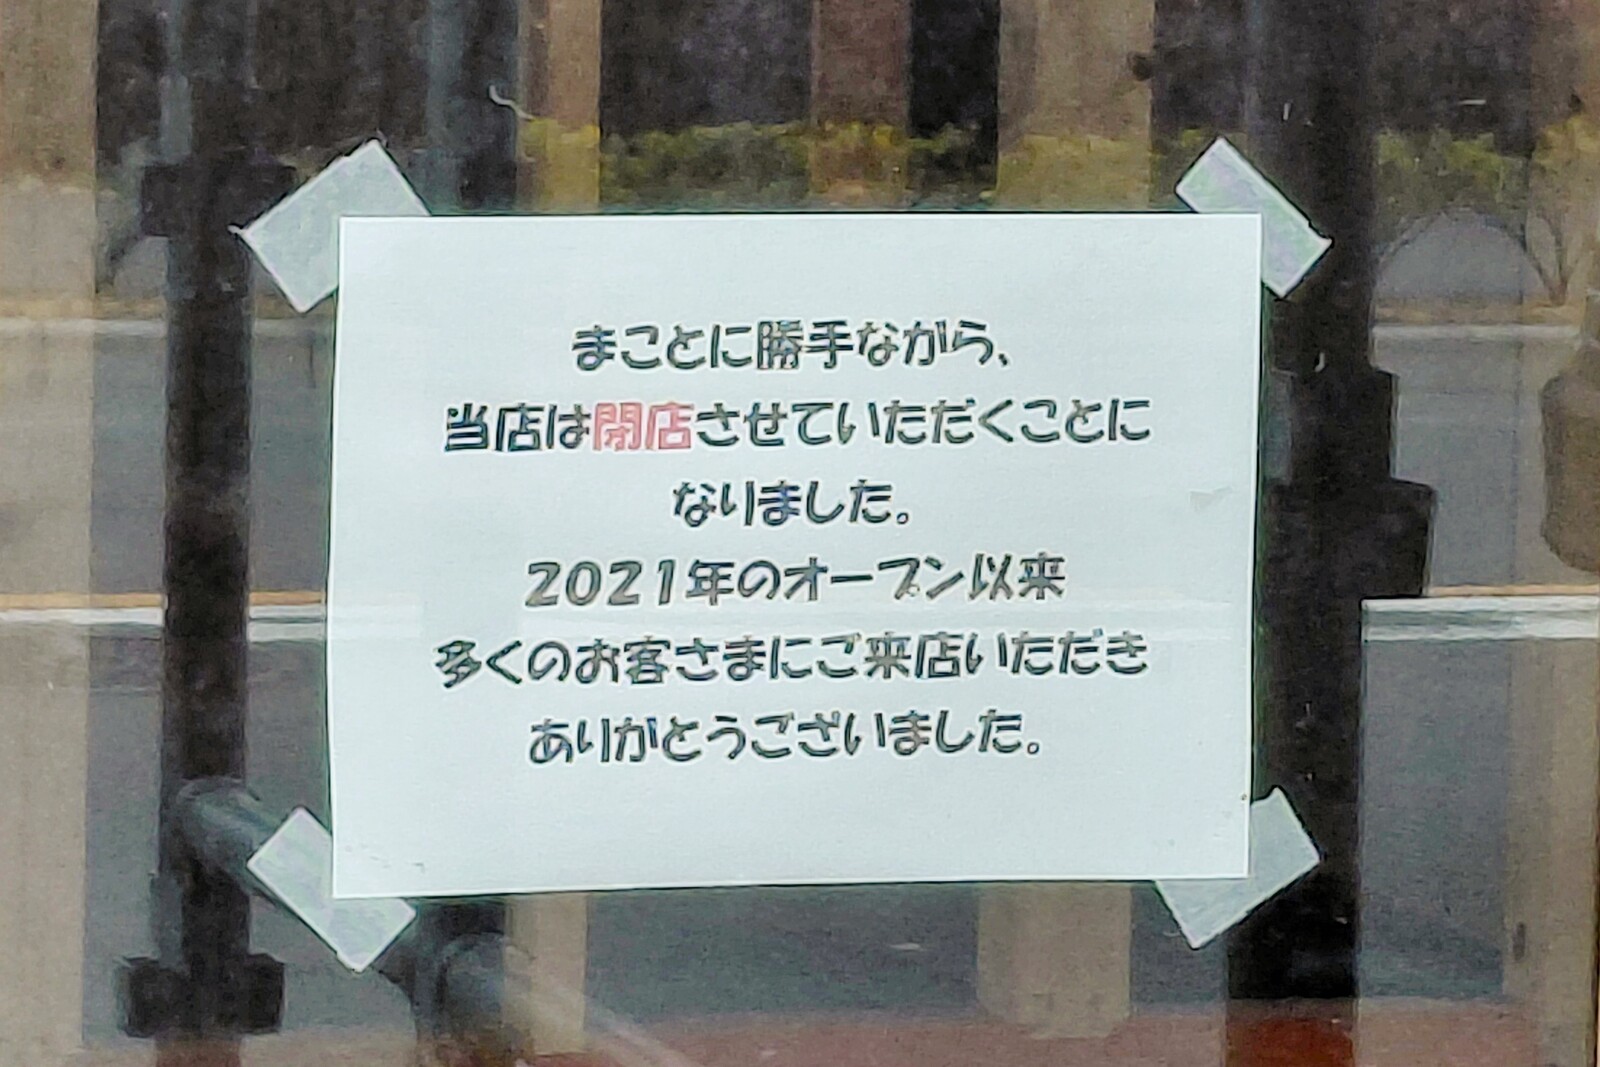 まことに勝手ながら、
当店は閉店させていただくことに
なりました。
2021年のオープン以来
多くのお客さまにご来店いただき
ありがとうございました。